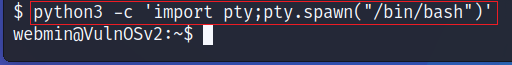 $ python3 -c 'import pty;pty.spawn("/bin/bash")'
webmin@VulnOSv2:~$